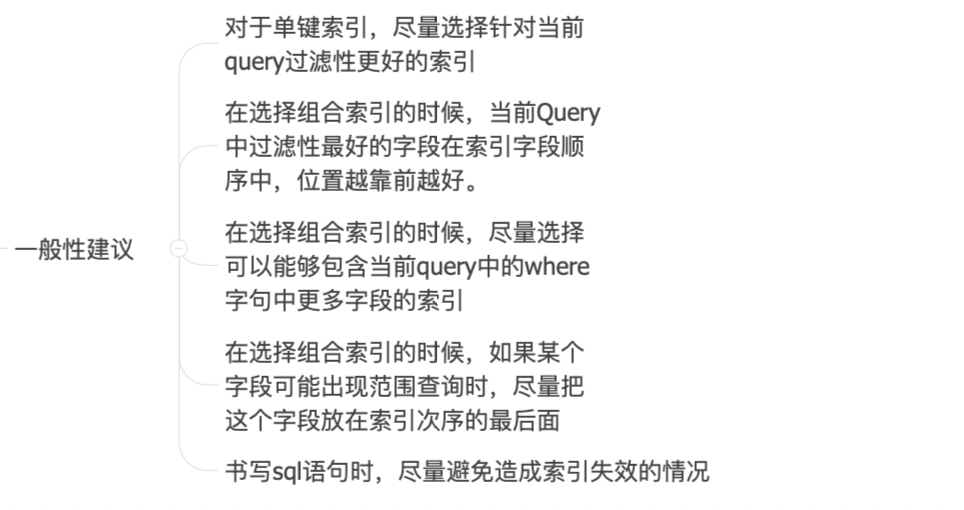 对于单键索引，尽量选择针对当前
query过滤性更好的索引
在选择组合索引的时候，当前Query
中过滤性最好的字段在索引字段顺
序中，位置越靠前越好。
一般性建议
在选择组合索引的时候，尽量选择
可以能够包含当前query中的where
字句中更多字段的索引
在选择组合索引的时候，如果某个
字段可能出现范围查询时，尽量把
这个字段放在索引次序的最后面
书写sql语句时，尽量避免造成索引失效的情况